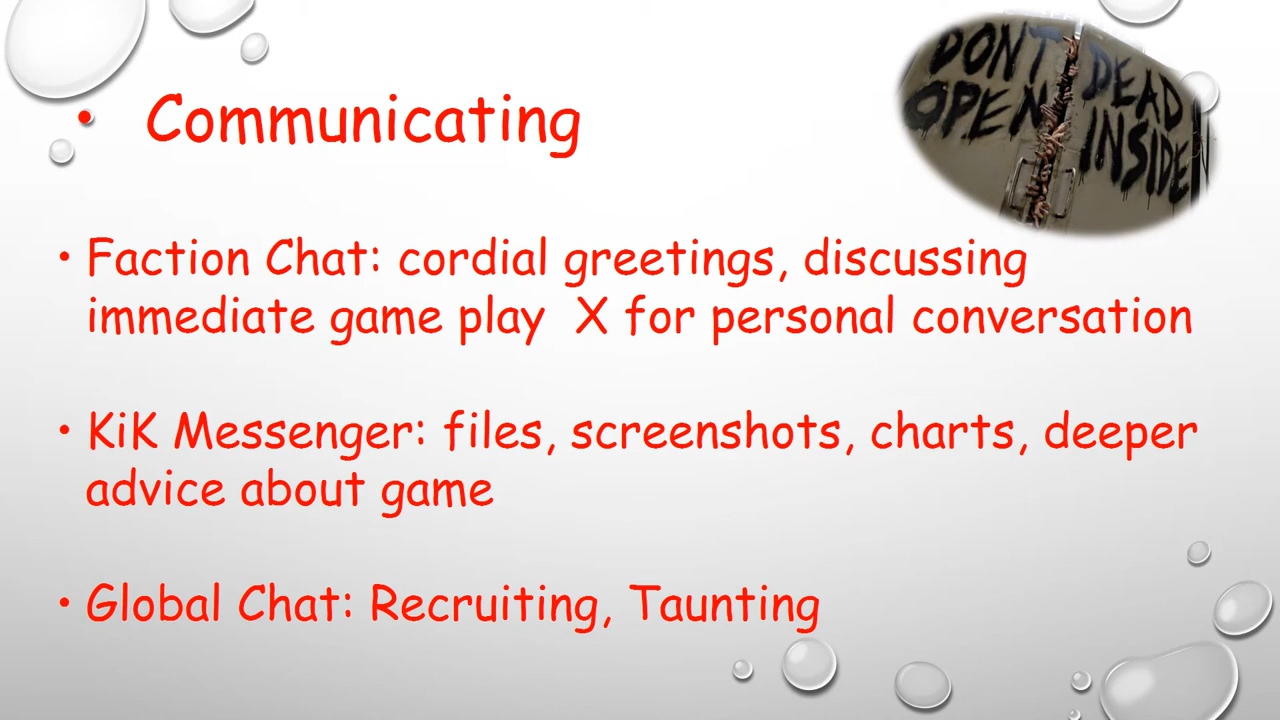 • Communicating
DON'T DEAD
OPEN INSIDE
• Faction Chat: cordial greetings, discussing
immediate game play X for personal conversation
• KiK Messenger: files, screenshots, charts, deeper
advice about game
• Global Chat: Recruiting, Taunting